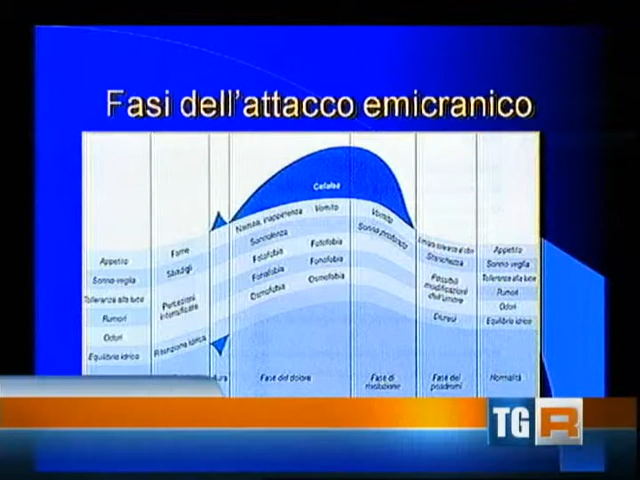 Fasi dell'attacco emicranico
Cefalea
Nausea, inappetenza
Vomito
Vomito
Sonnolenza
Sonno profondo
Fotofobia
Fotofobia
Fonofobia
Fonofobia
Osmofobia
Osmofobia
Appetito
Sonno-veglia
Tolleranza alla luce
Rumori
Odori
Equilibrio idrico
Fame
Sbadigli
Percezioni
intensificate
Ritenzione idrica
Stanchezza
Possibili
modificazioni
dell'umore
Diuresi
Appetito
Sonno-veglia
Tolleranza alla luce
Rumori
Odori
Equilibrio idrico
Fase del dolore
Fase di
risoluzione
Fase dei
postdromi
Normalità
TGR